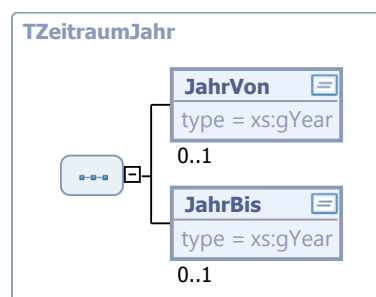 TZeitraumJahr
JahrVon
type = xs:gYear
0..1
JahrBis
type = xs:gYear
0..1